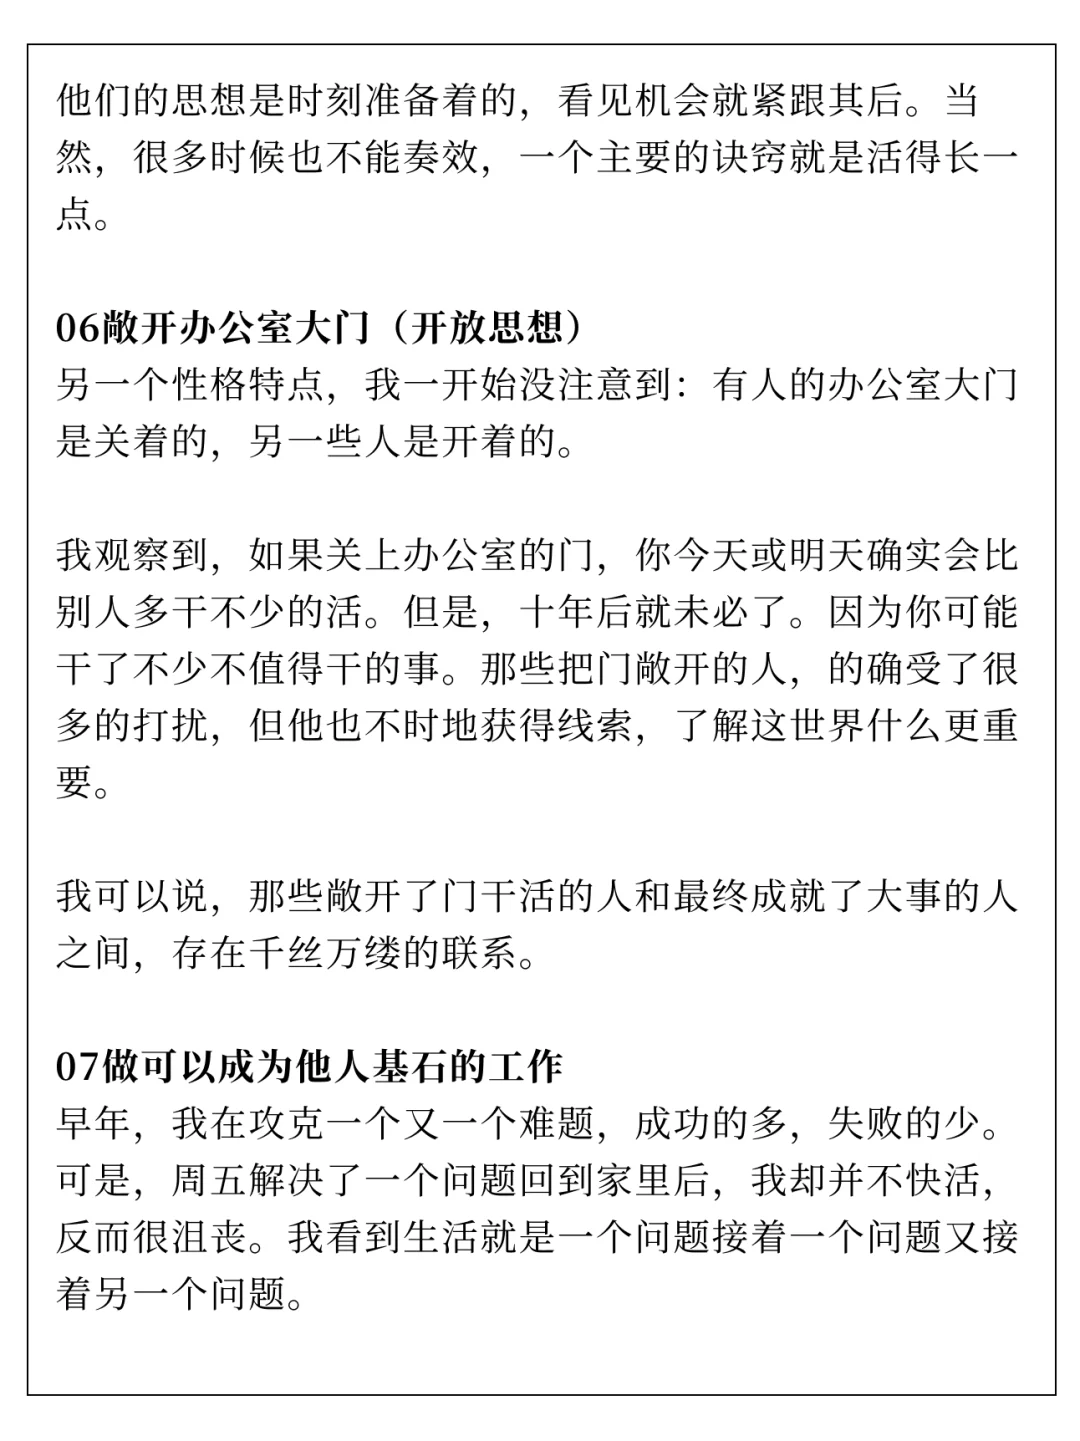 他们的思想是时刻准备着的，看见机会就紧跟其后。当
然，很多时候也不能奏效，一个主要的诀窍就是活得长一
点。
06敞开办公室大门（开放思想）
另一个性格特点，我一开始没注意到：有人的办公室大门
是关着的，另一些人是开着的。
我观察到，如果关上办公室的门，你今天或明天确实会比
别人多干不少的活。但是，十年后就未必了。因为你可能
干了不少不值得干的事。那些把门敞开的人，的确受了很
多的打扰，但他也不时地获得线索，了解这世界什么更重
要。
我可以说，那些敞开了门干活的人和最终成就了大事的人
之间，存在千丝万缕的联系。
07做可以成为他人基石的工作
早年，我在攻克一个又一个难题，成功的多，失败的少。
可是，周五解决了一个问题回到家里后，我却并不快活，
反而很沮丧。我看到生活就是一个问题接着一个问题又接
着另一个问题。